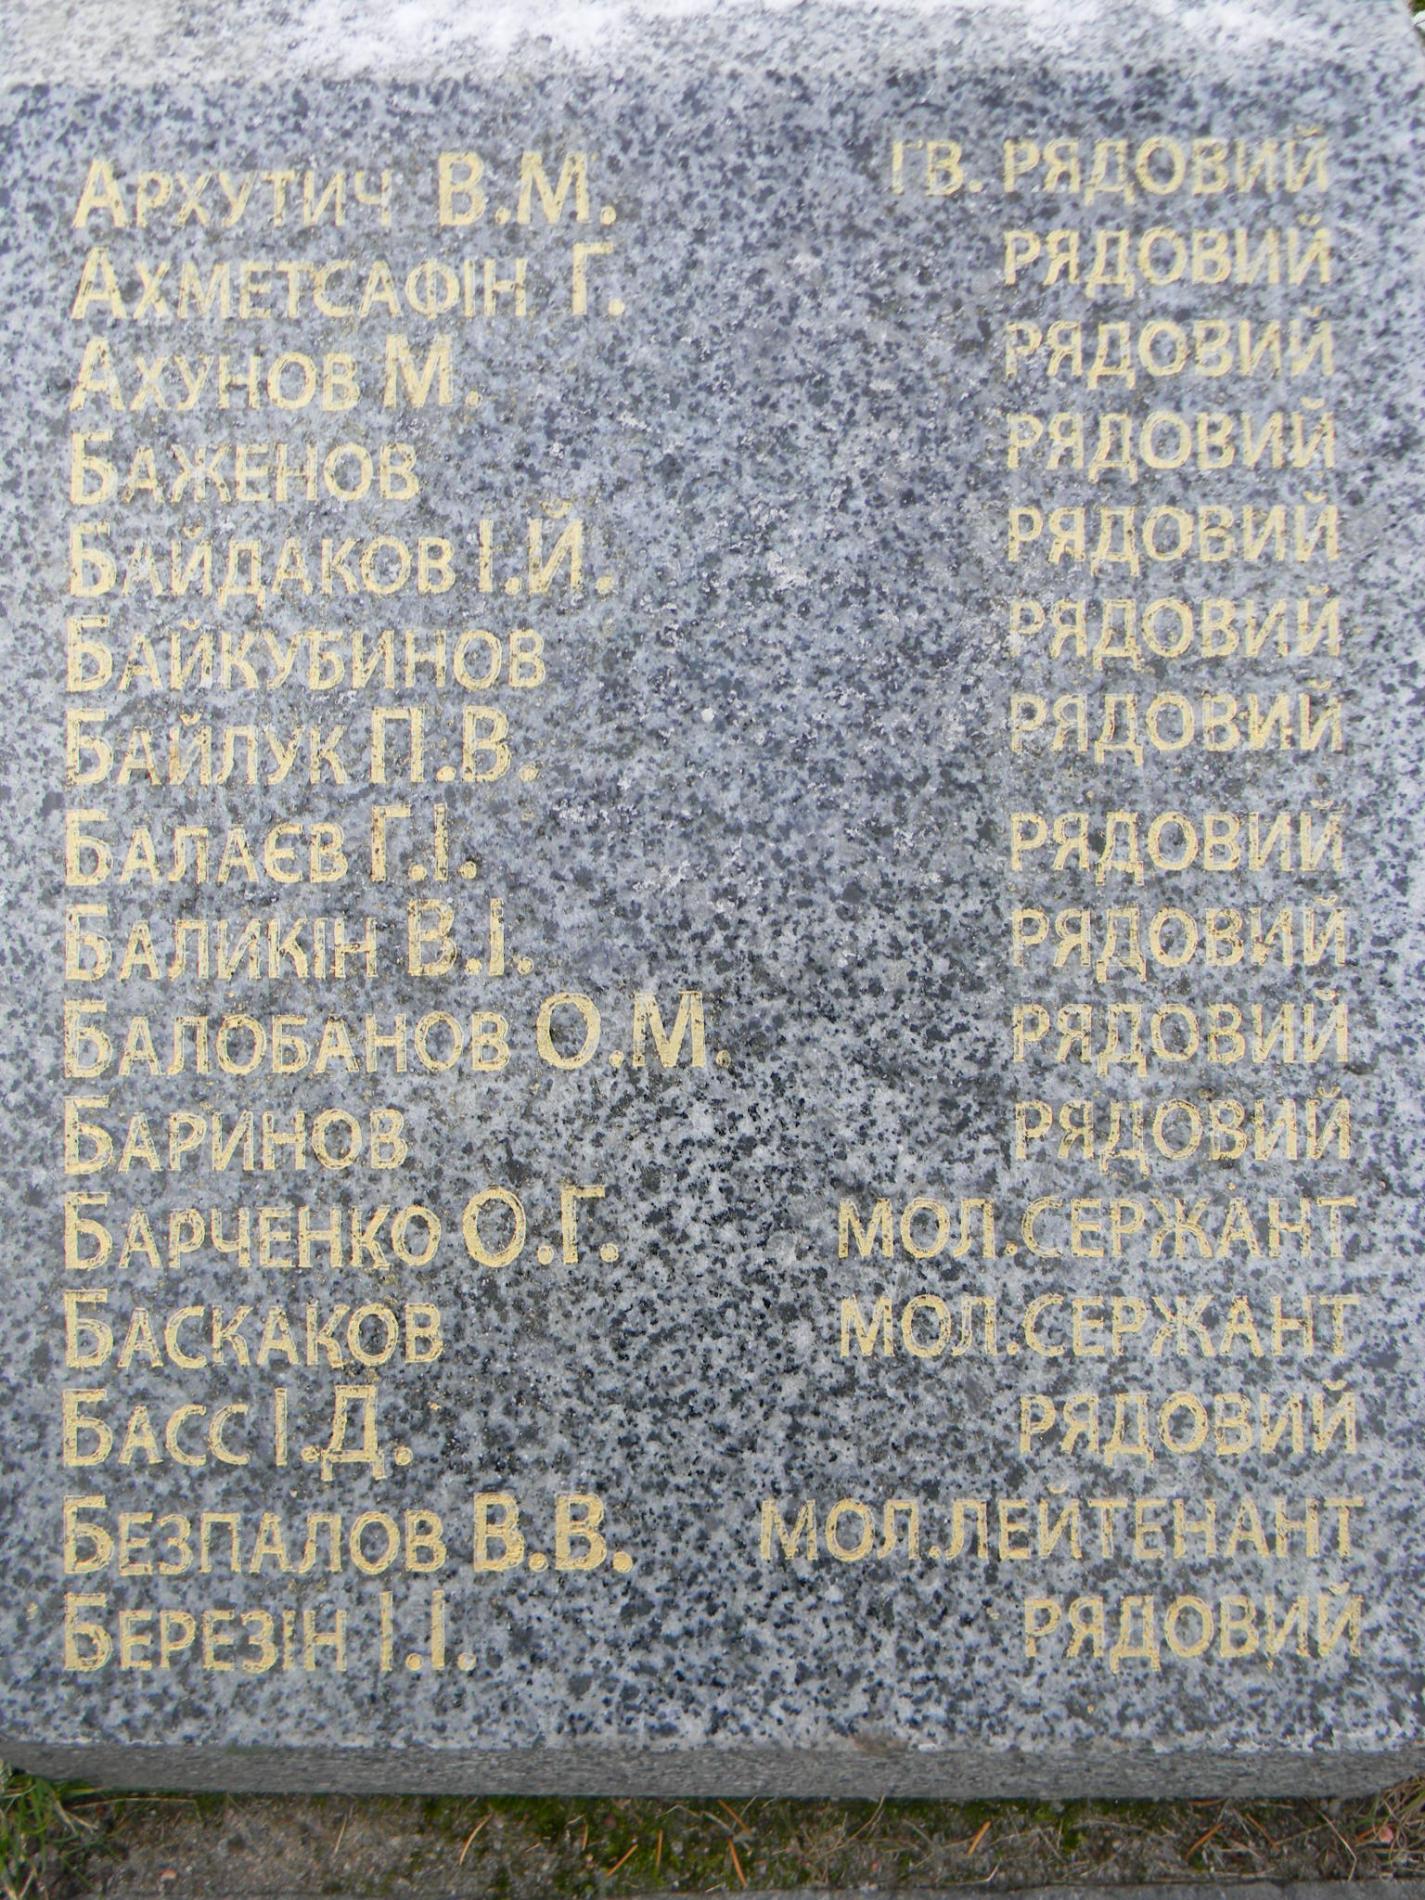 Архутич В.М. гв. рядовий
Ахметсафін Г. рядовий
Ахунов М. рядовий
Баженов рядовий
Байдаков І.Й. рядовий
Байкубинов рядовий
Байлук П.В. рядовий
Балаєв Г.І. рядовий
Баликін В.І. рядовий
Балобанов О.М. рядовий
Баринов рядовий
Барченко О.Г. мол.сержант
Баскаков мол.сержант
Басс І.Д. рядовий
Безпалов В.В. мол.лейтенант
Березін І.І. рядовий